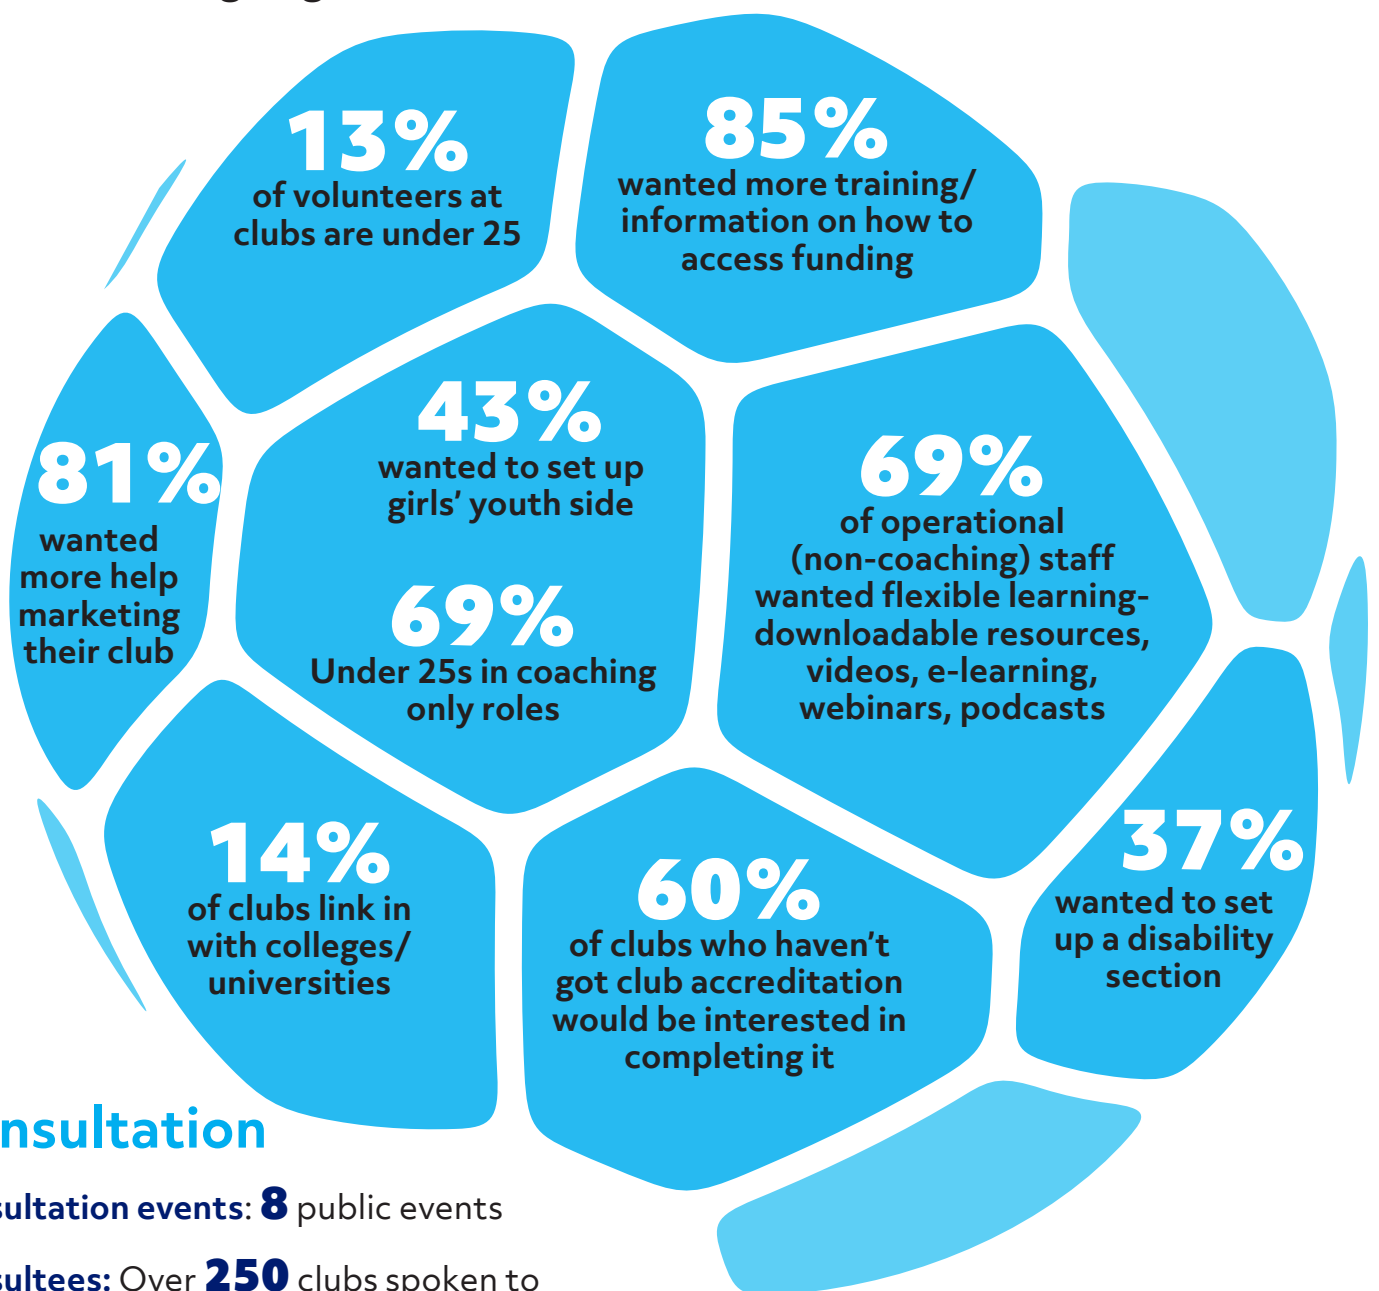 13%
of volunteers at
clubs are under 25
85%
wanted more training/
information on how to
access funding
81%
wanted
more help
marketing
their club
43%
wanted to set up
girls’ youth side
69%
Under 25s in coaching
only roles
69%
of operational
(non-coaching) staff
wanted flexible learning-
downloadable resources,
videos, e-learning,
webinars, podcasts
14%
of clubs link in
with colleges/
universities
60%
of clubs who haven’t
got club accreditation
would be interested in
completing it
37%
wanted to set
up a disability
section
nsultation
sultation events: 8 public events
sultees: Over 250 clubs spoken to